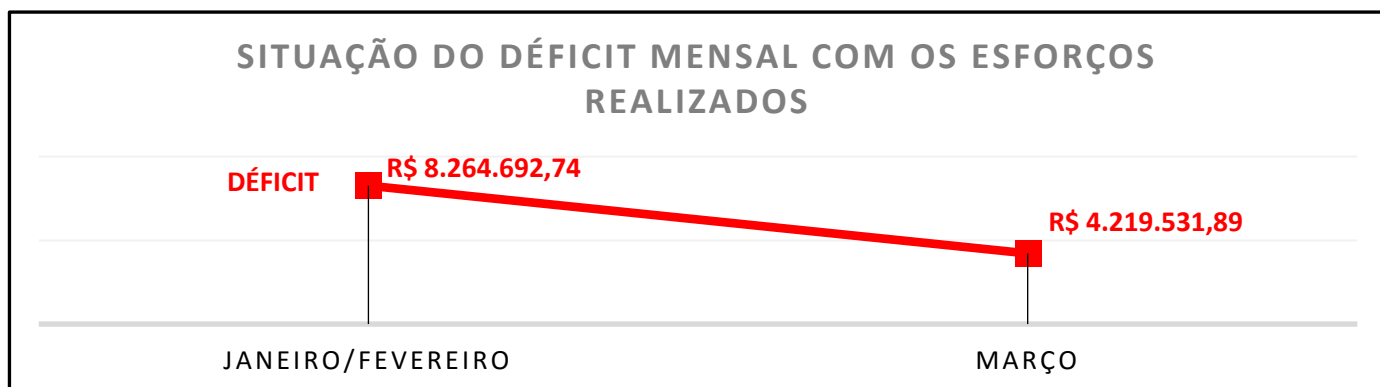 SITUAÇÃO DO DÉFICIT MENSAL COM OS ESFORÇOS
REALIZADOS
DÉFICIT
R$ 8.264.692,74
R$ 4.219.531,89
JANEIRO/FEVEREIRO
MARÇO